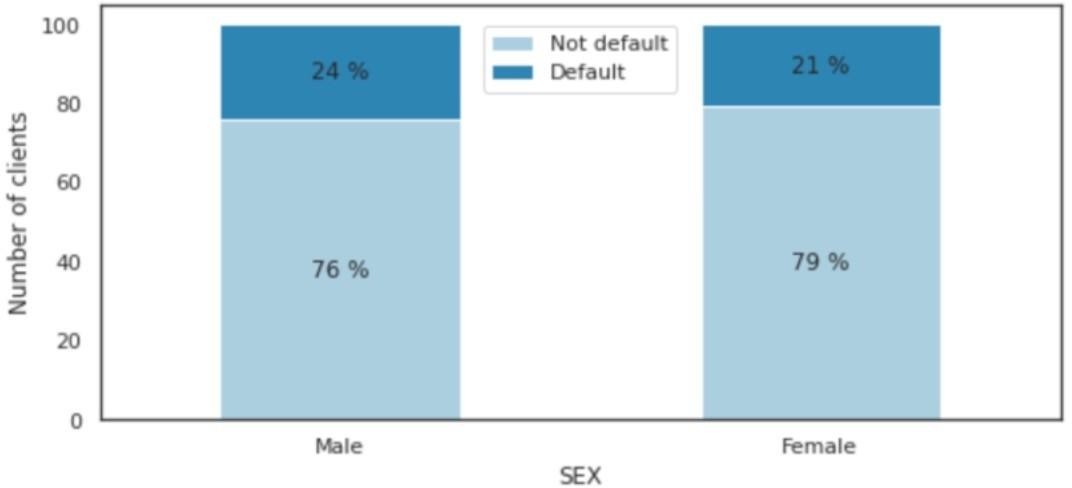 Number of clients
100
80
60
40
20
0
24 %
76 %
Not default
Default
21 %
79 %
Male
Female
SEX